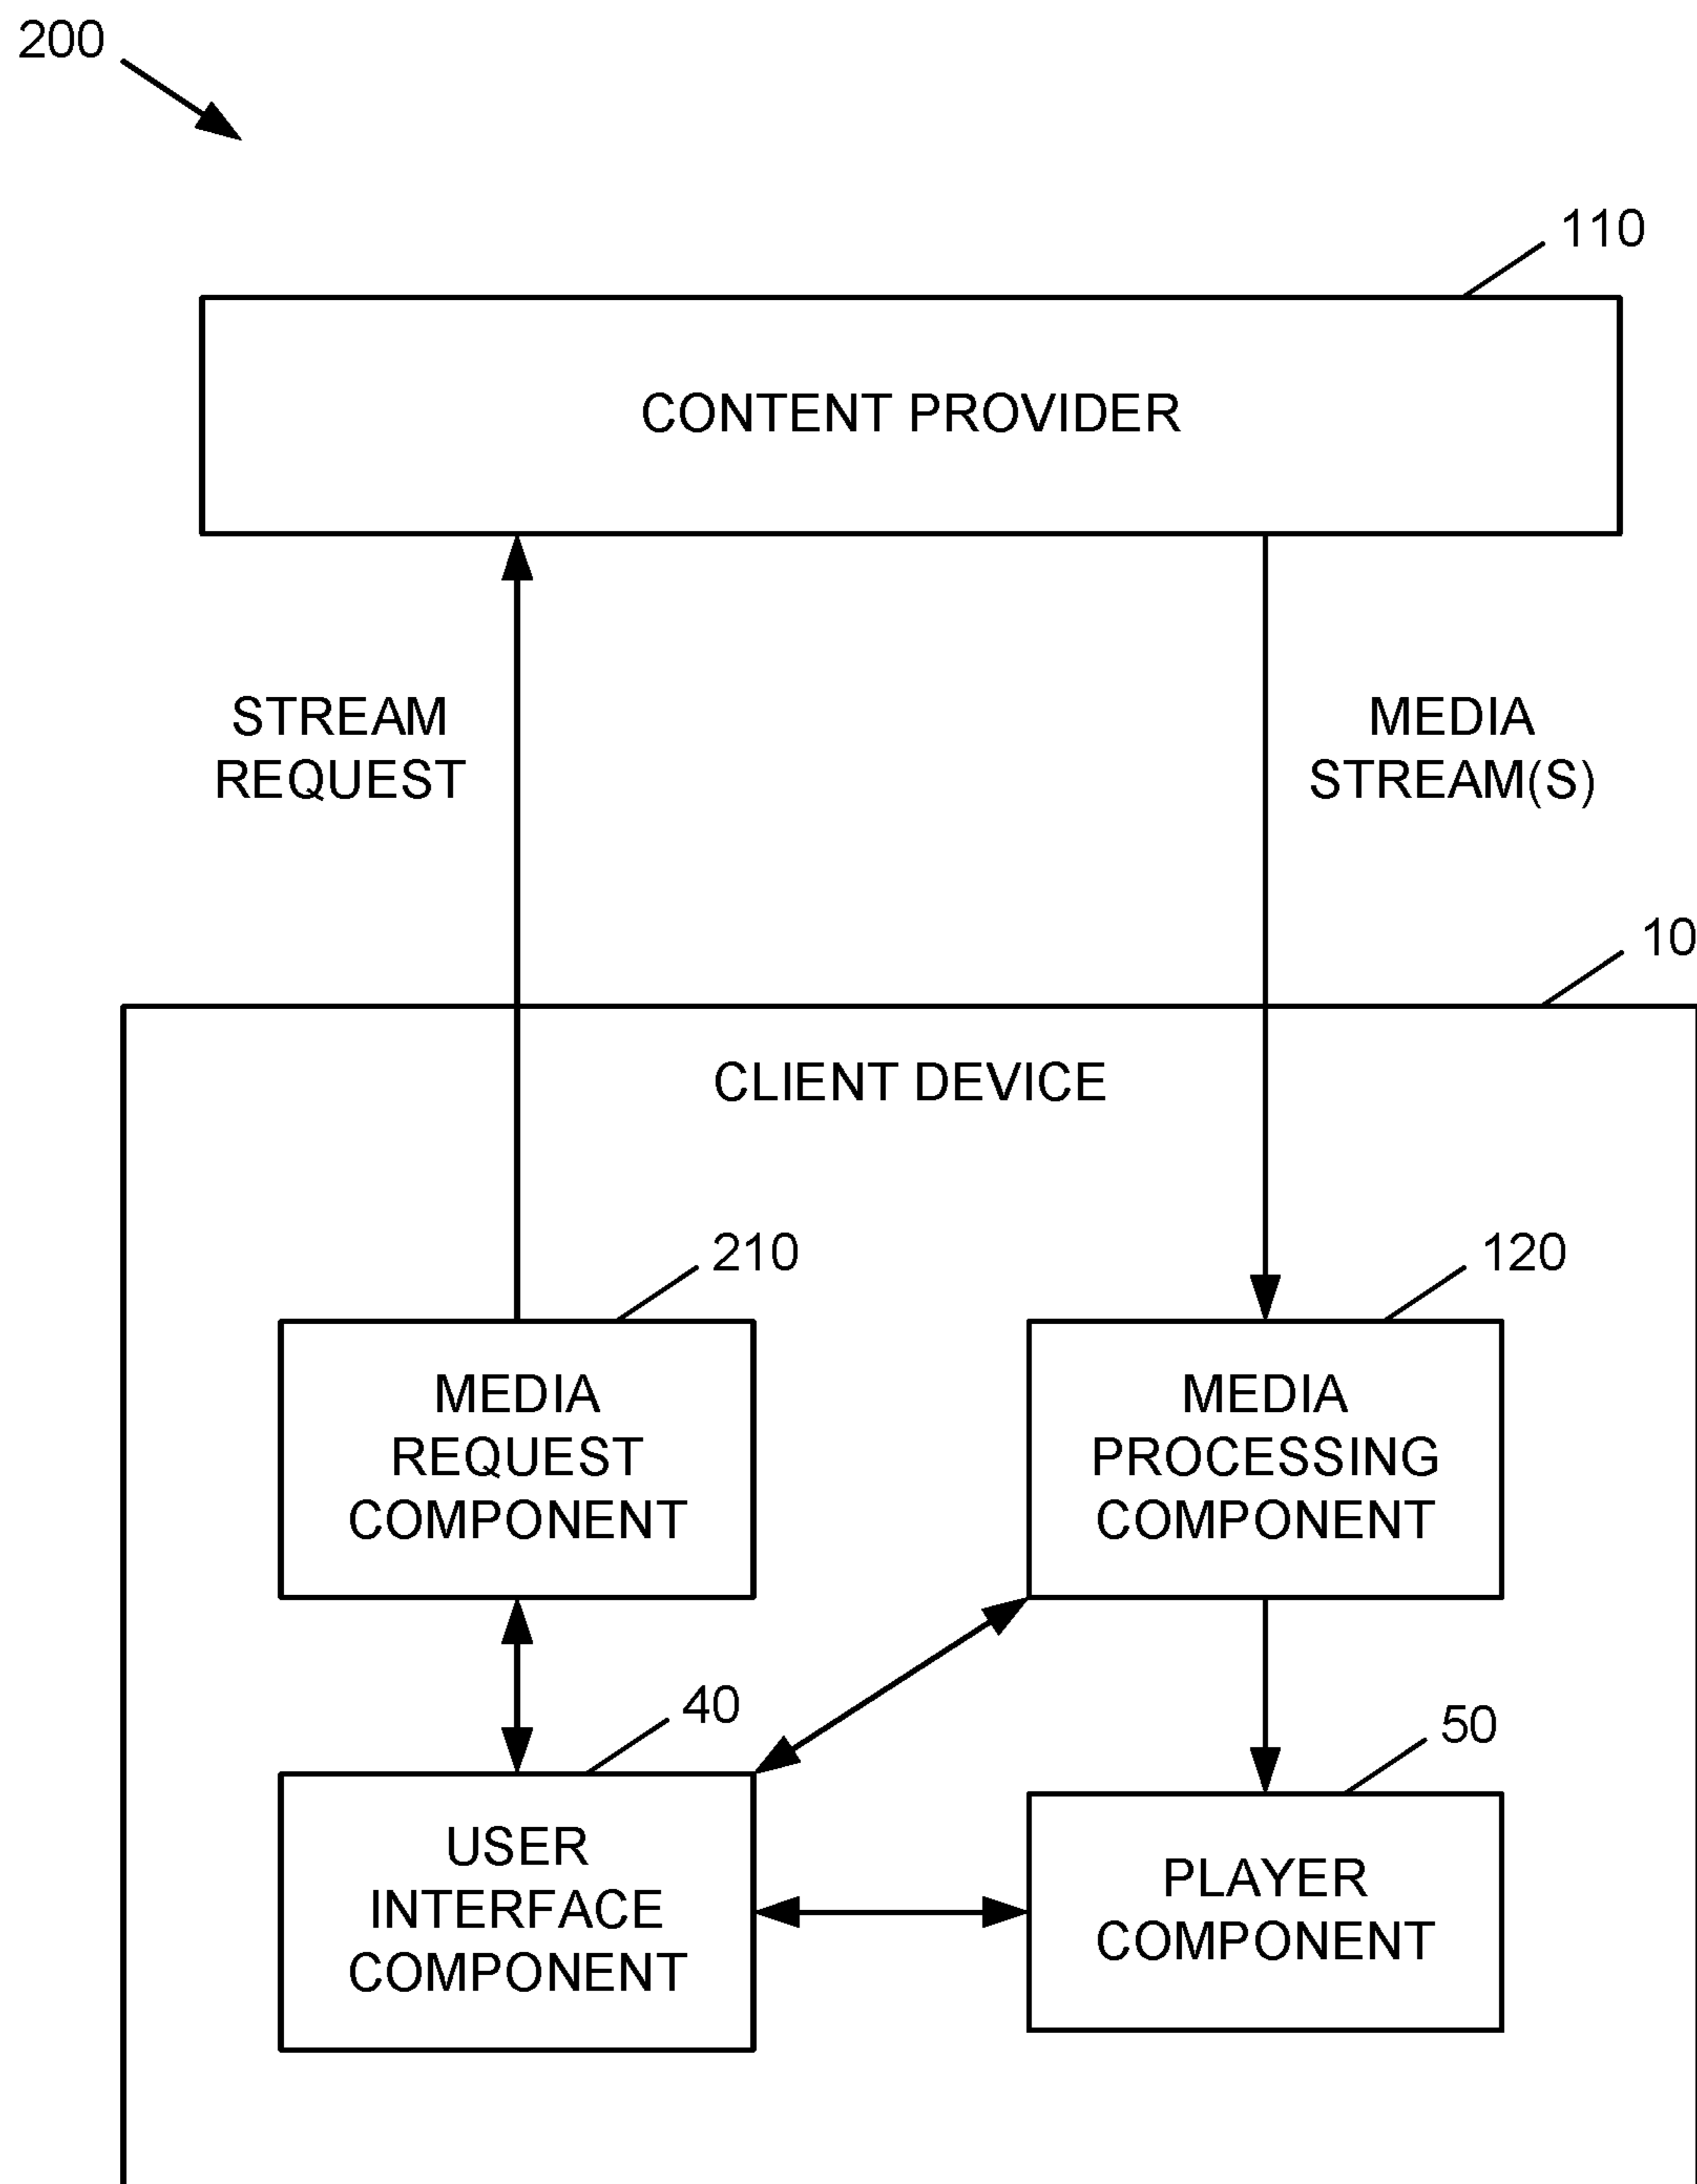 200
110
CONTENT PROVIDER
STREAM
REQUEST
MEDIA
STREAM(S)
10
CLIENT DEVICE
210
120
MEDIA
REQUEST
COMPONENT
MEDIA
PROCESSING
COMPONENT
40
50
USER
INTERFACE
COMPONENT
PLAYER
COMPONENT